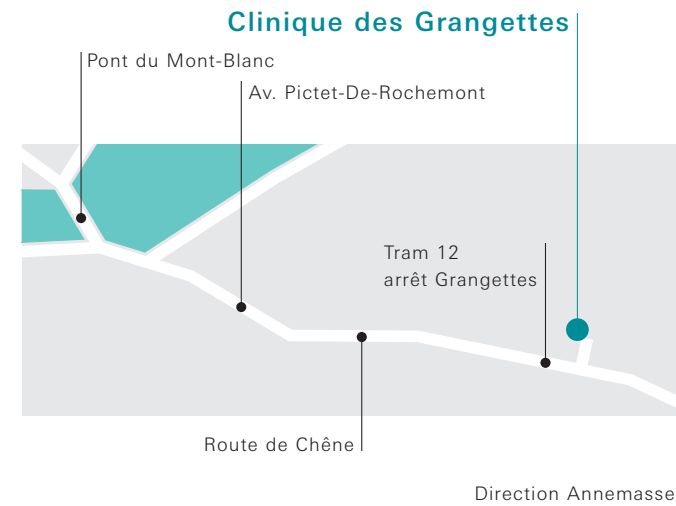 Clinique des Grangettes
Pont du Mont-Blanc
Av. Pictet-De-Rochemont
Tram 12
arrêt Grangettes
Route de Chêne
Direction Annemasse